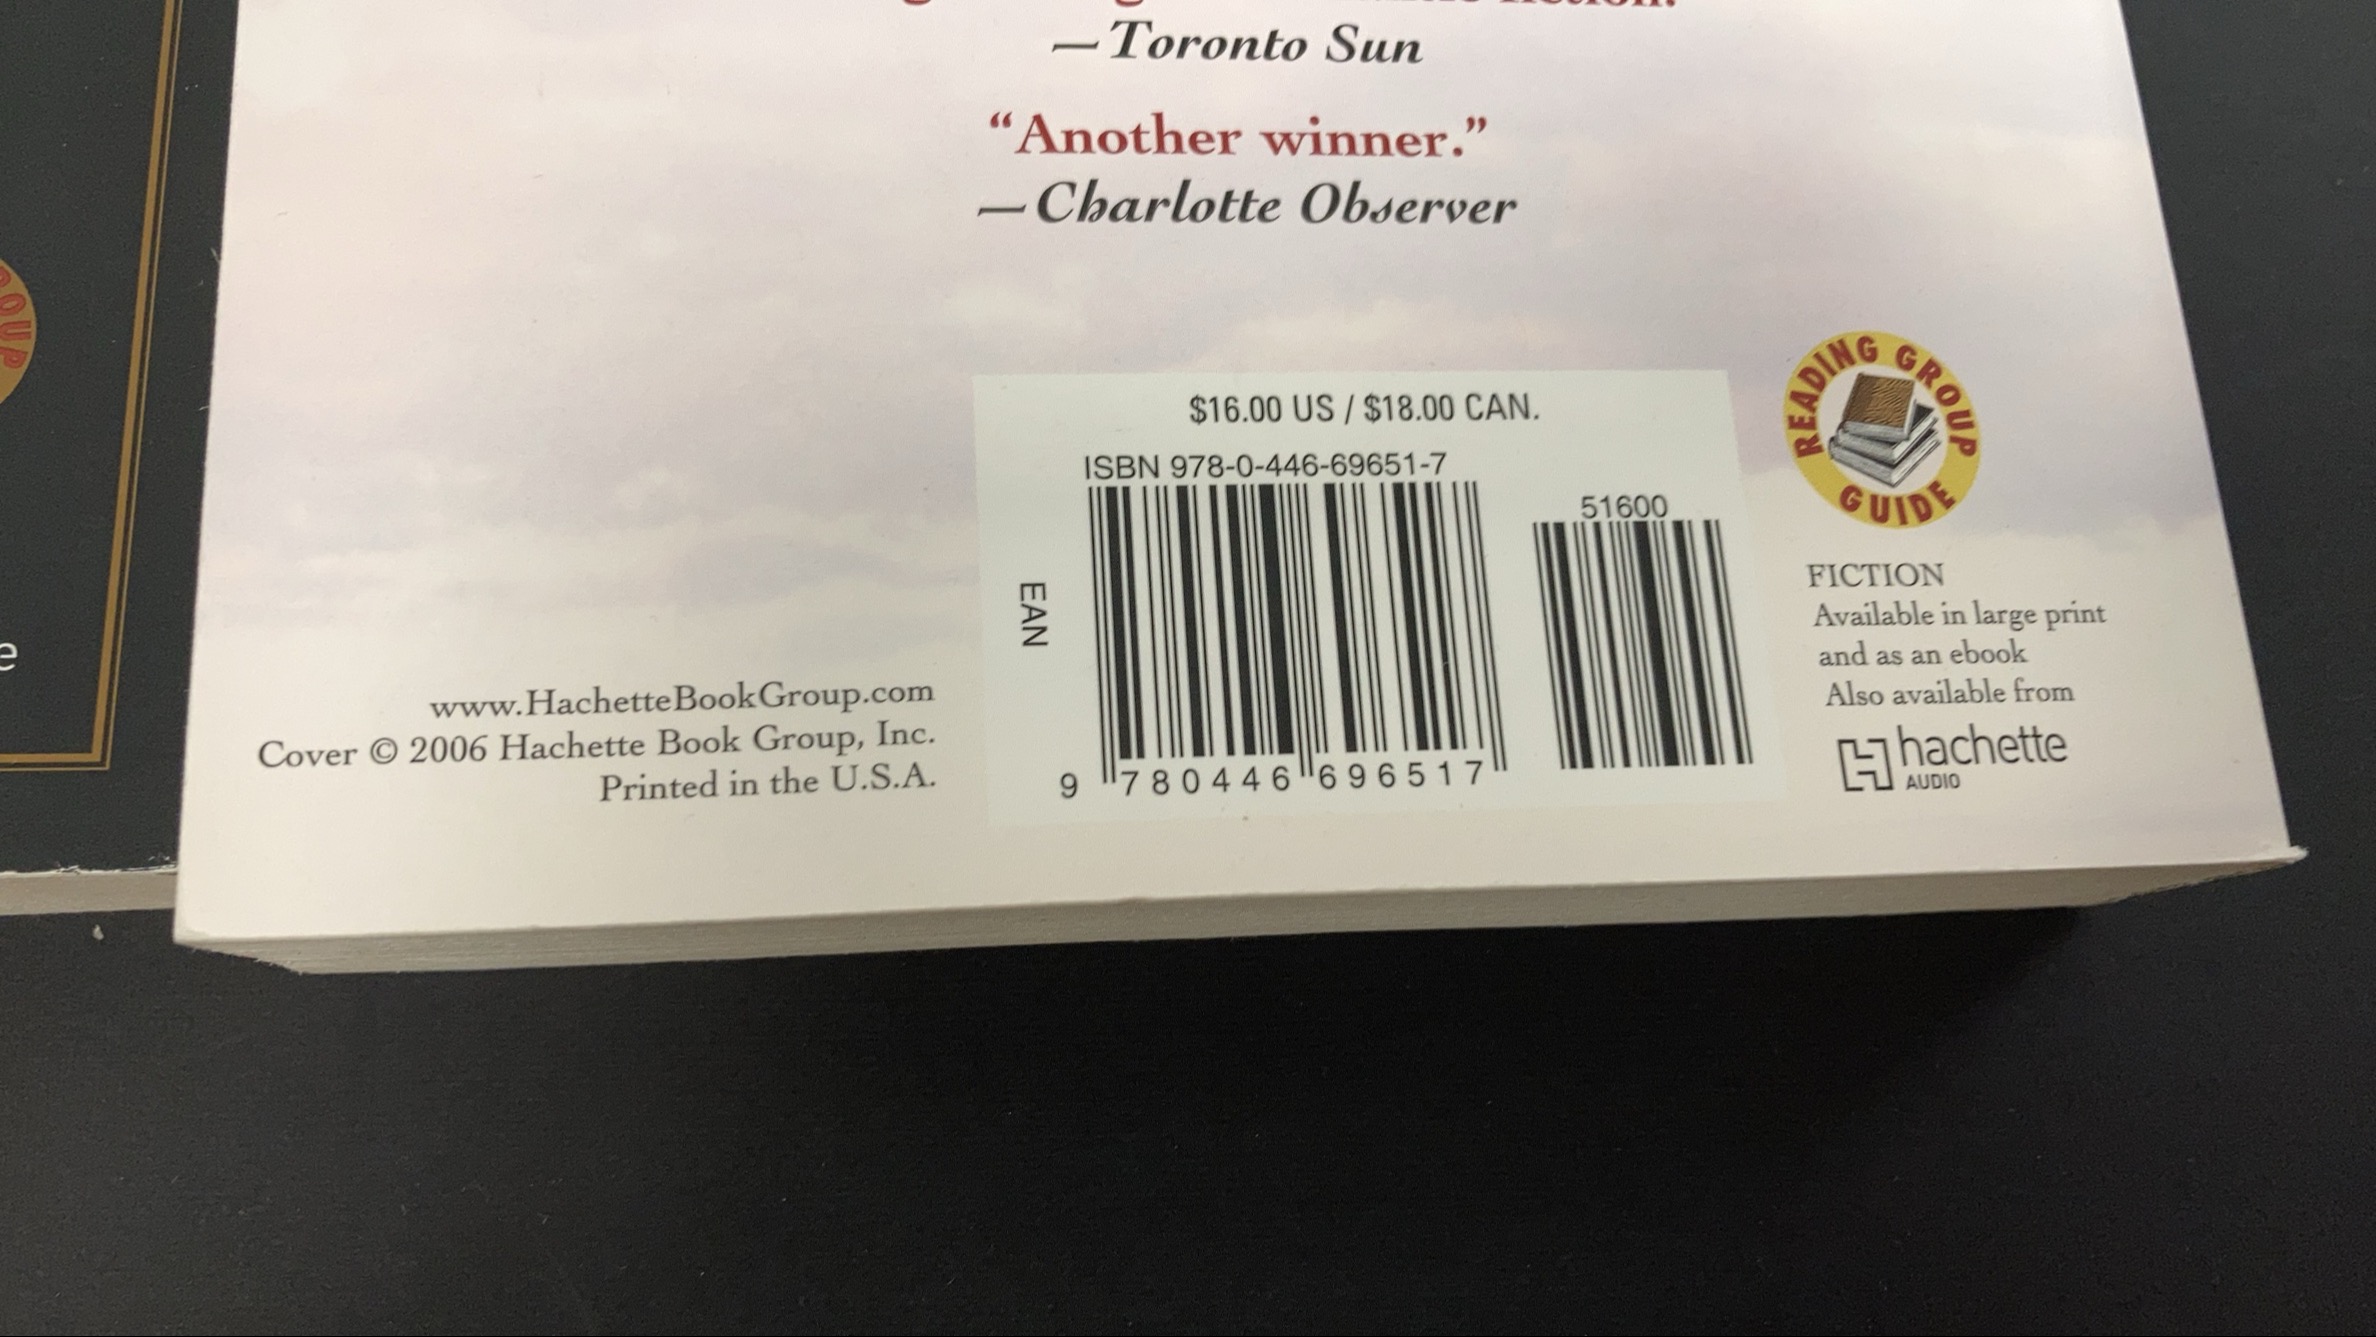 fiction.”
—Toronto Sun
“Another winner.”
—Charlotte Observer
$16.00 US / $18.00 CAN.
ISBN 978-0-446-69651-7
51600
EAN
9 780446 696517
READING GROUP
GUIDE
FICTION
Available in large print
and as an ebook
Also available from
hachette
AUDIO
www.HachetteBookGroup.com
Cover © 2006 Hachette Book Group, Inc.
Printed in the U.S.A.
OUP
e